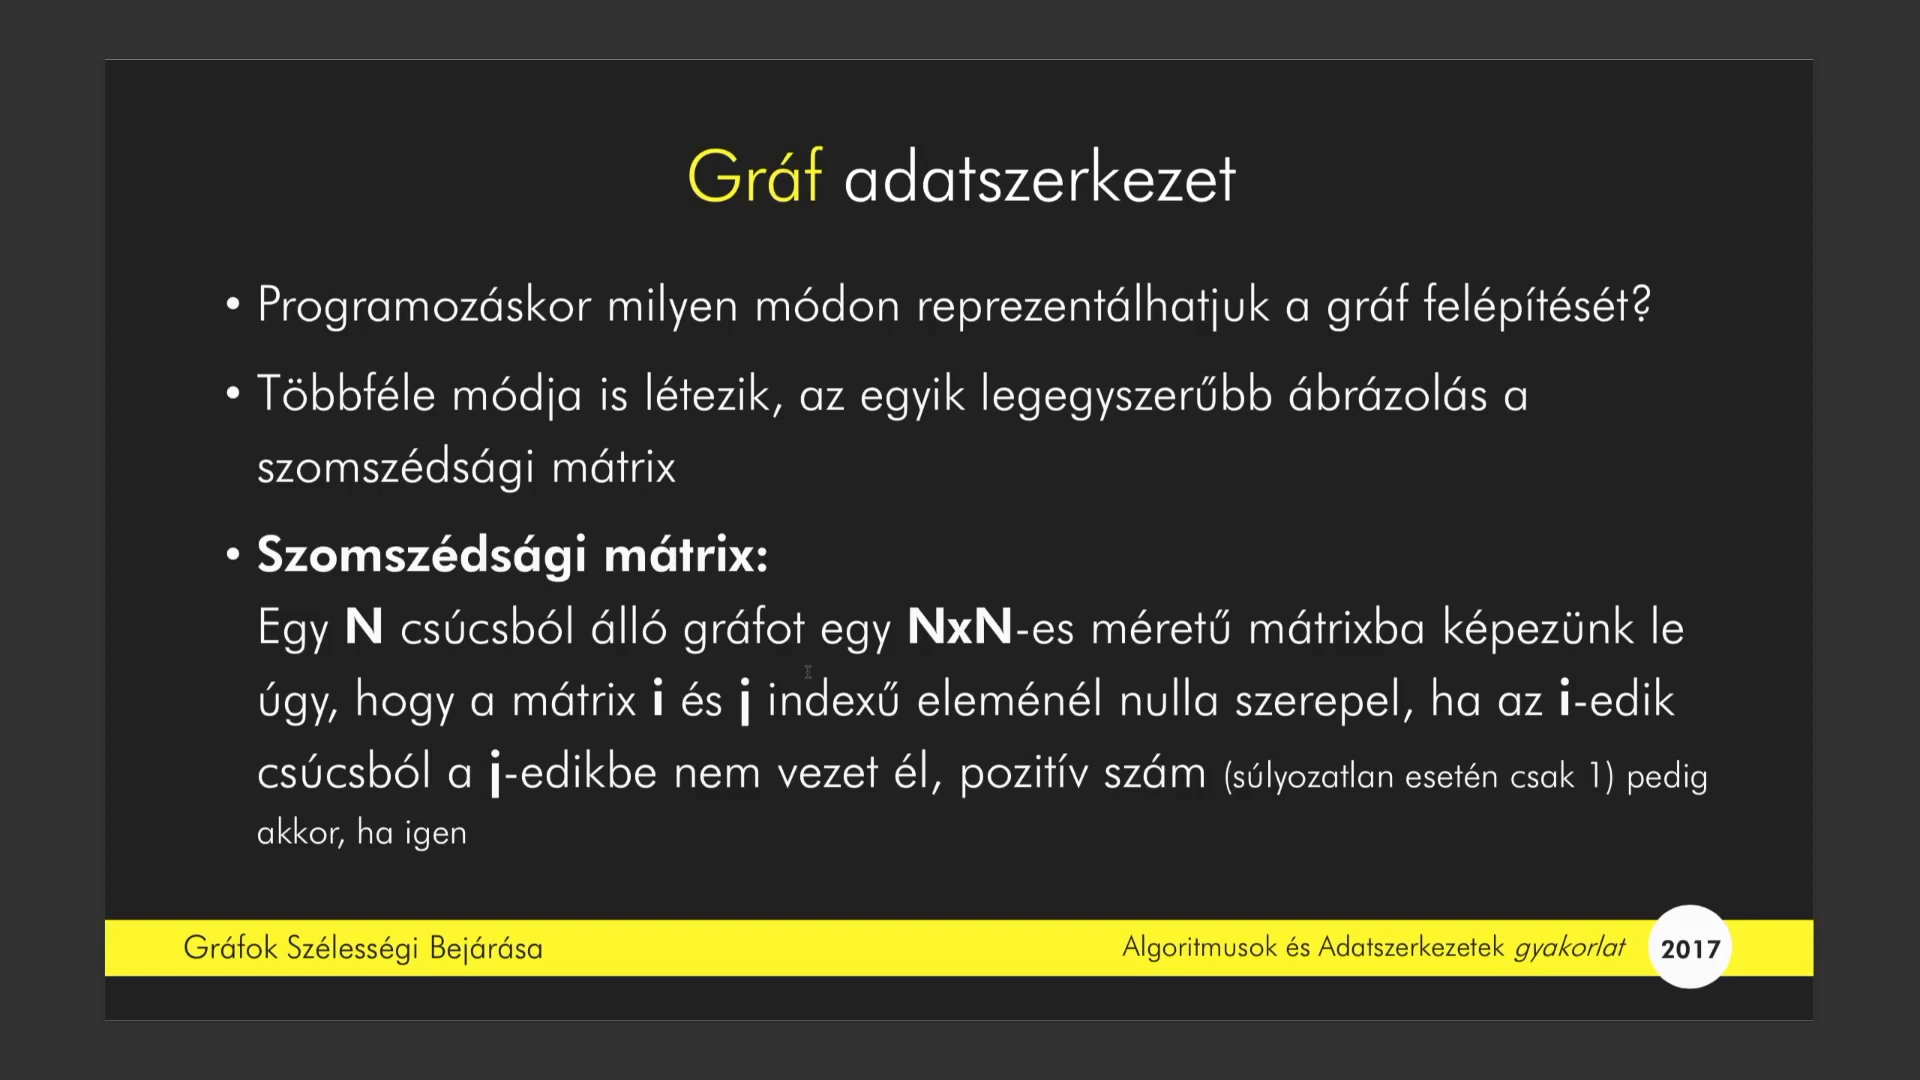 Gráf adatszerkezet
• Programozáskor milyen módon reprezentálhatjuk a gráf felépítését?
• Többféle módja is létezik, az egyik legegyszerűbb ábrázolás a
szomszédsági mátrix
• Szomszédsági mátrix:
Egy N csúcsból álló gráfot egy NxN-es méretű mátrixba képezünk le
úgy, hogy a mátrix i és j indexű eleménél nulla szerepel, ha az i-edik
csúcsból a j-edikbe nem vezet él, pozitív szám (súlyozatlan esetén csak 1) pedig
akkor, ha igen
Gráfok Szélességi Bejárása
Algoritmusok és Adatszerkezetek gyakorlat 2017